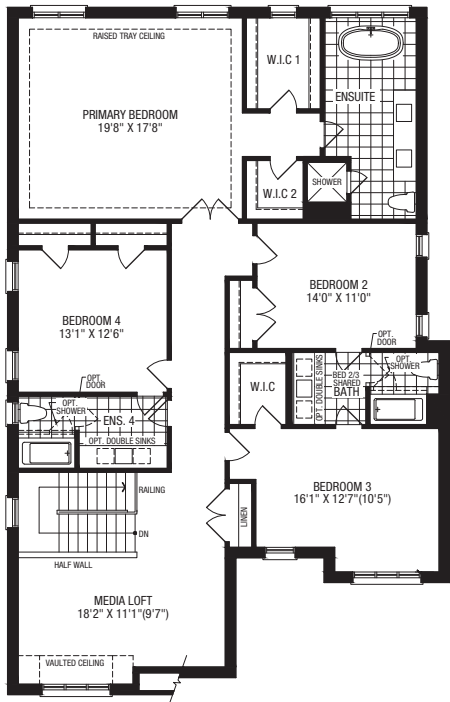 RAISED TRAY CEILING
W.I.C 1
PRIMARY BEDROOM
19'8" X 17'8"
ENSUITE
W.I.C 2
SHOWER
BEDROOM 2
14'0" X 11'0"
BEDROOM 4
13'1" X 12'6"
OPT.
DOOR
OPT.
SHOWER
ENS. 4
OPT. DOUBLE SINKS
W.I.C
OPT. DOUBLE SINKS
BED 2/3
SHARED
BATH
OPT.
DOOR
OPT.
SHOWER
BEDROOM 3
16'1" X 12'7"(10'5")
LINEN
RAILING
DN
HALF WALL
MEDIA LOFT
18'2" X 11'1"(9'7")
VAULTED CEILING